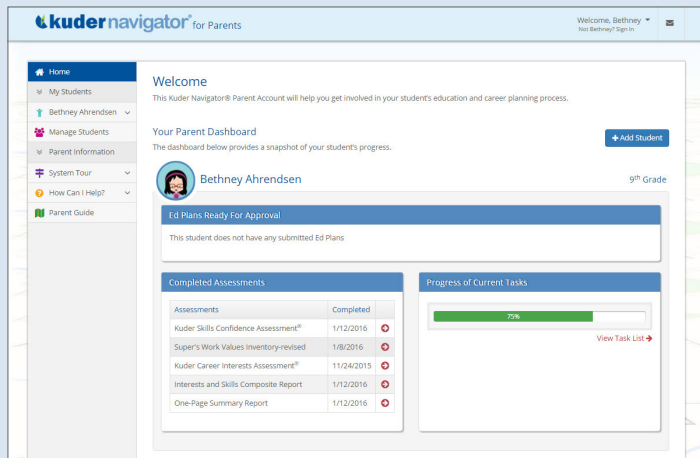 kuder navigator® for Parents
Welcome, Bethney
Not Bethney? Sign In
Home
My Students
Bethney Ahrendsen
Manage Students
Parent Information
System Tour
How Can I Help?
Parent Guide
Welcome
This Kuder Navigator® Parent Account will help you get involved in your student's education and career planning process.
Your Parent Dashboard
The dashboard below provides a snapshot of your student's progress.
+ Add Student
Bethney Ahrendsen
9th Grade
Ed Plans Ready For Approval
This student does not have any submitted Ed Plans
Completed Assessments
Assessments Completed
Kuder Skills Confidence Assessment® 1/12/2016
Super's Work Values Inventory-revised 1/8/2016
Kuder Career Interests Assessment® 11/24/2015
Interests and Skills Composite Report 1/12/2016
One-Page Summary Report 1/12/2016
Progress of Current Tasks
75%
View Task List